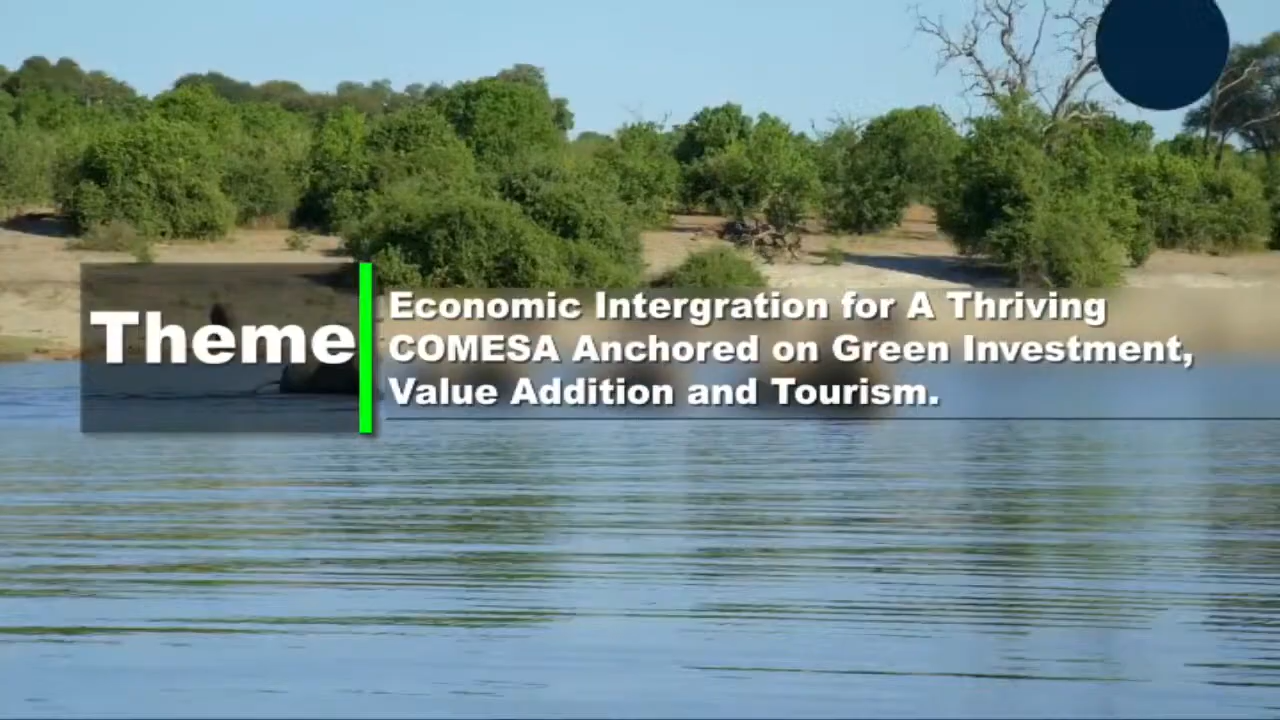 Theme
Economic Intergration for A Thriving
COMESA Anchored on Green Investment,
Value Addition and Tourism.